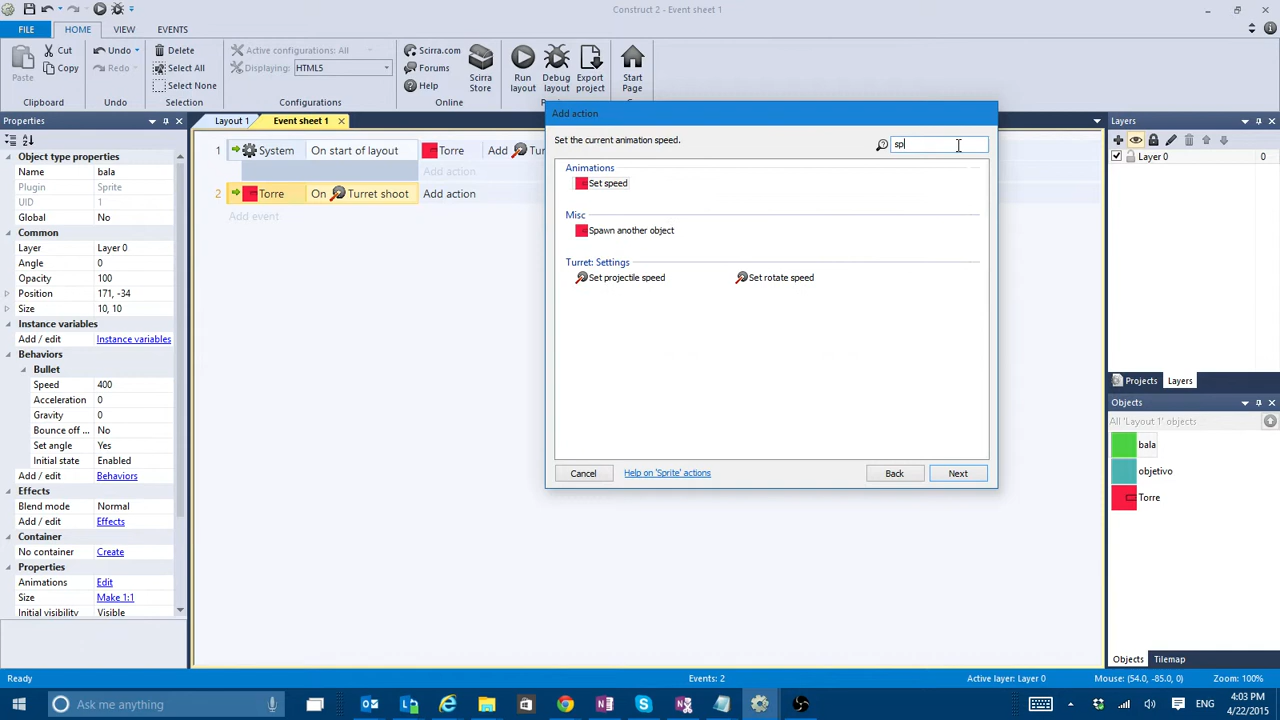 Construct 2 - Event sheet 1
FILE HOME VIEW EVENTS
Paste Cut Copy Clipboard
Undo Redo Undo
Delete Select All Select None Selection
Active configurations: All
Displaying: HTML5
Configurations
Scirra.com Forums Help Scirra Store Online
Run layout Debug layout Export project
Start Page
Properties
Layout 1 Event sheet 1
Object type properties
Name bala
Plugin Sprite
UID 1
Global No
Common
Layer Layer 0
Angle 0
Opacity 100
Position 171, -34
Size 10, 10
Instance variables
Add / edit Instance variables
Behaviors
Bullet
Speed 400
Acceleration 0
Gravity 0
Bounce off ... No
Set angle Yes
Initial state Enabled
Add / edit Behaviors
Effects
Blend mode Normal
Add / edit Effects
Container
No container Create
Properties
Animations Edit
Size Make 1:1
Initial visibility Visible
1 System On start of layout Torre Add Tur
Add action
2 Torre On Turret shoot Add action
Add event
Add action
Set the current animation speed. sp
Animations
Set speed
Misc
Spawn another object
Turret: Settings
Set projectile speed Set rotate speed
Cancel Help on 'Sprite' actions Back Next
Layers
Layer 0 0
Projects Layers
Objects
All 'Layout 1' objects
bala
objetivo
Torre
Objects Tilemap
Ready Events: 2 Active layer: Layer 0 Mouse: (54.0, -85.0, 0) Zoom: 100%
Ask me anything
ENG
4:03 PM
4/22/2015